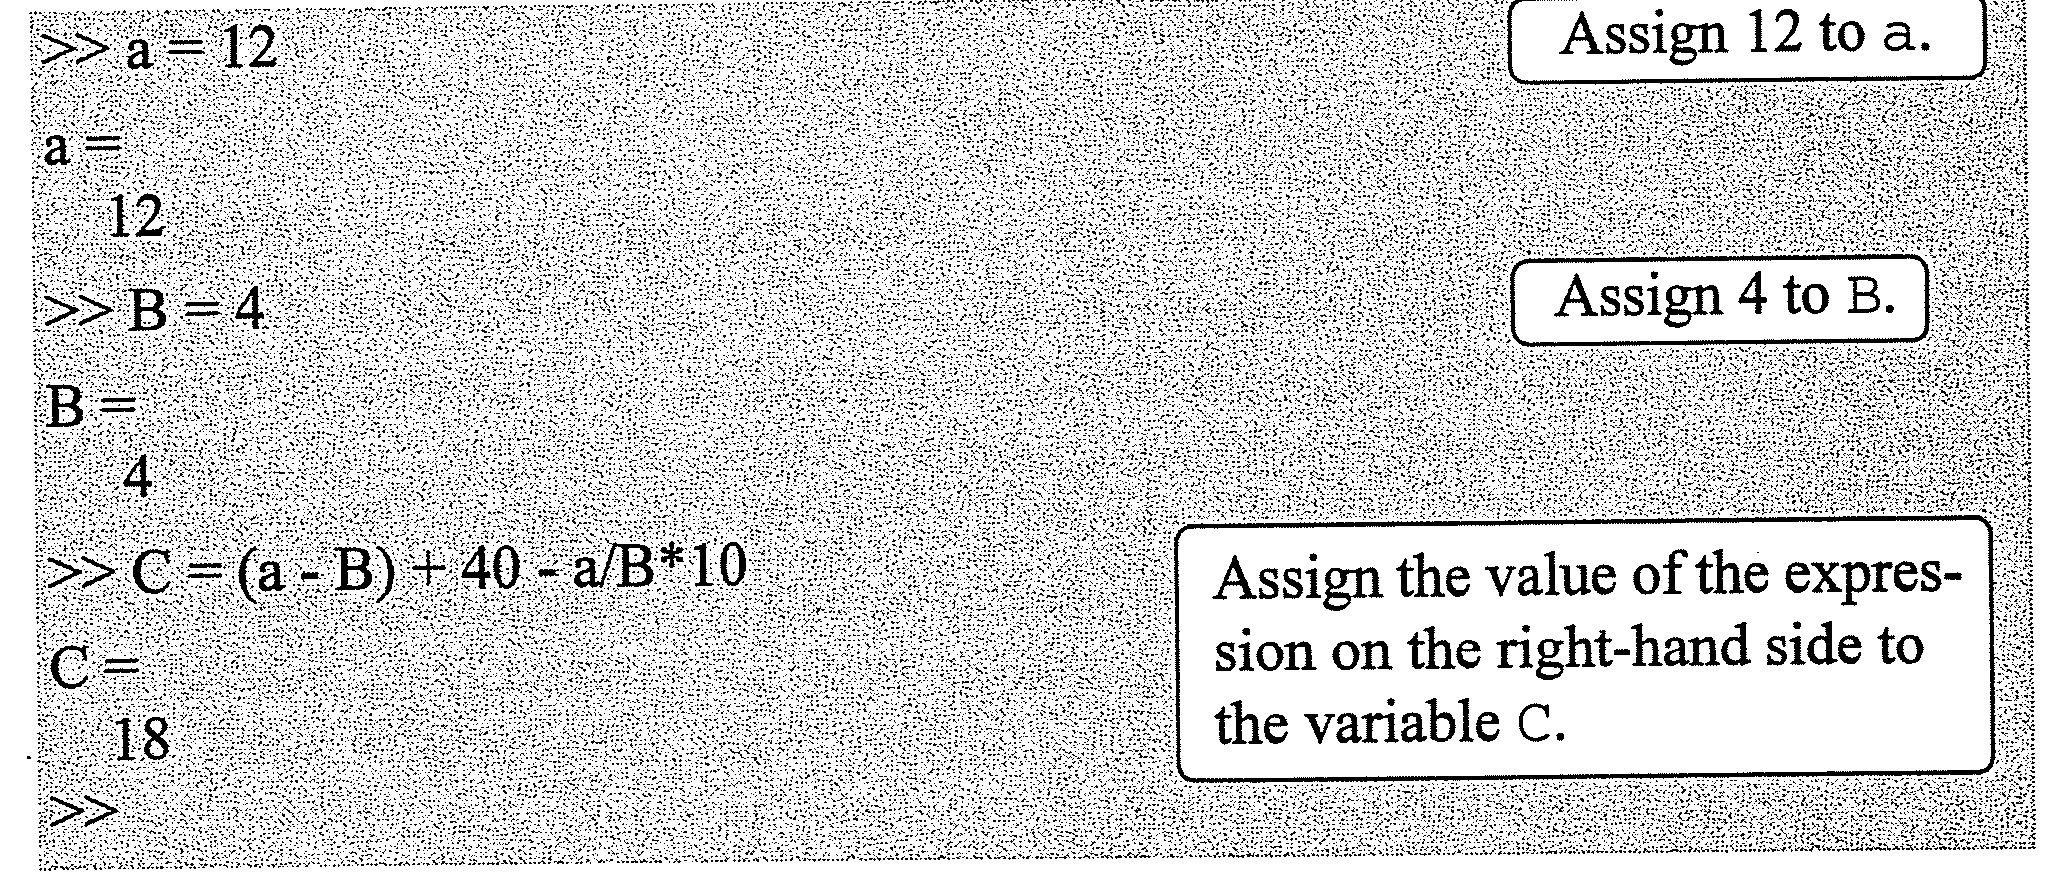 >> a = 12
Assign 12 to a.
a =
12
>> B = 4
Assign 4 to B.
B =
4
>> C = (a - B) + 40 - a/B*10
Assign the value of the expres-
sion on the right-hand side to
the variable C.
C =
18
>>